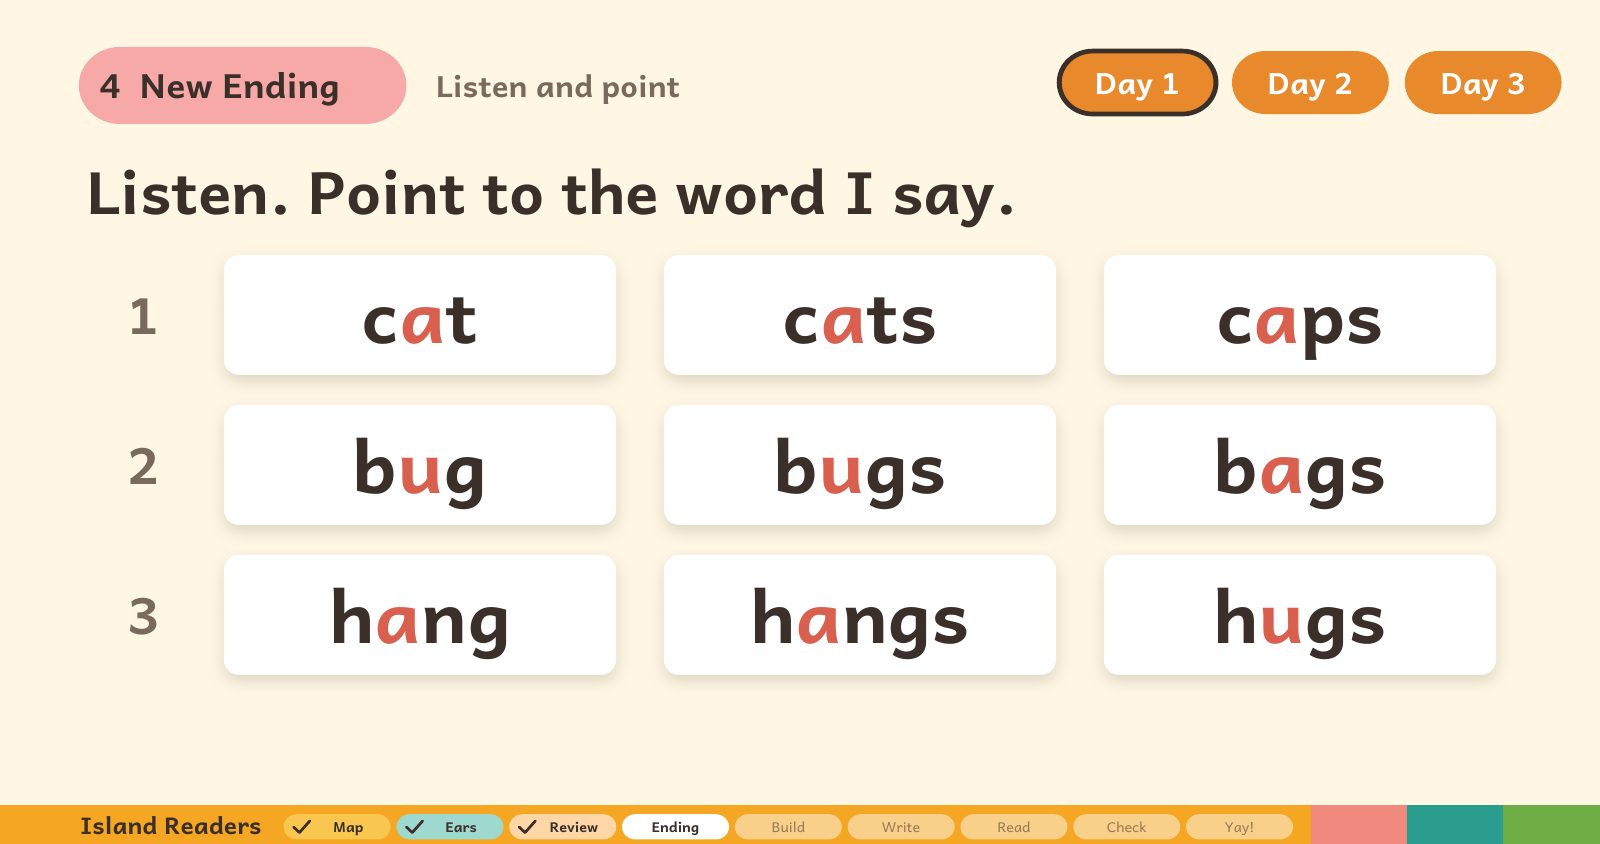 4 New Ending
Listen and point
Day 1
Day 2
Day 3
Listen. Point to the word I say.
1 cat cats caps
2 bug bugs bags
3 hang hangs hugs
Island Readers Map Ears Review Ending Build Write Read Check Yay!